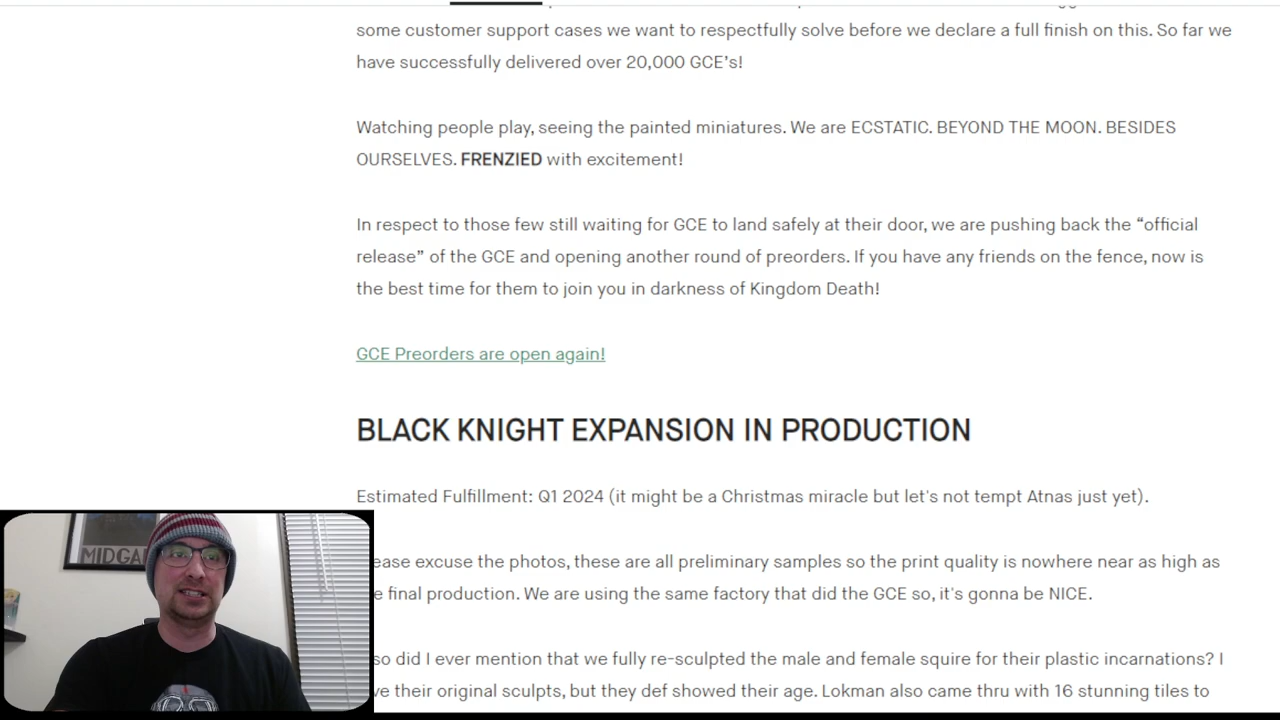 some customer support cases we want to respectfully solve before we declare a full finish on this. So far we
have successfully delivered over 20,000 GCE's!
Watching people play, seeing the painted miniatures. We are ECSTATIC. BEYOND THE MOON. BESIDES
OURSELVES. FRENZIED with excitement!
In respect to those few still waiting for GCE to land safely at their door, we are pushing back the “official
release” of the GCE and opening another round of preorders. If you have any friends on the fence, now is
the best time for them to join you in darkness of Kingdom Death!
GCE Preorders are open again!
BLACK KNIGHT EXPANSION IN PRODUCTION
Estimated Fulfillment: Q1 2024 (it might be a Christmas miracle but let's not tempt Atnas just yet).
ease excuse the photos, these are all preliminary samples so the print quality is nowhere near as high as
e final production. We are using the same factory that did the GCE so, it's gonna be NICE.
so did I ever mention that we fully re-sculpted the male and female squire for their plastic incarnations? I
ve their original sculpts, but they def showed their age. Lokman also came thru with 16 stunning tiles to
MIDGA